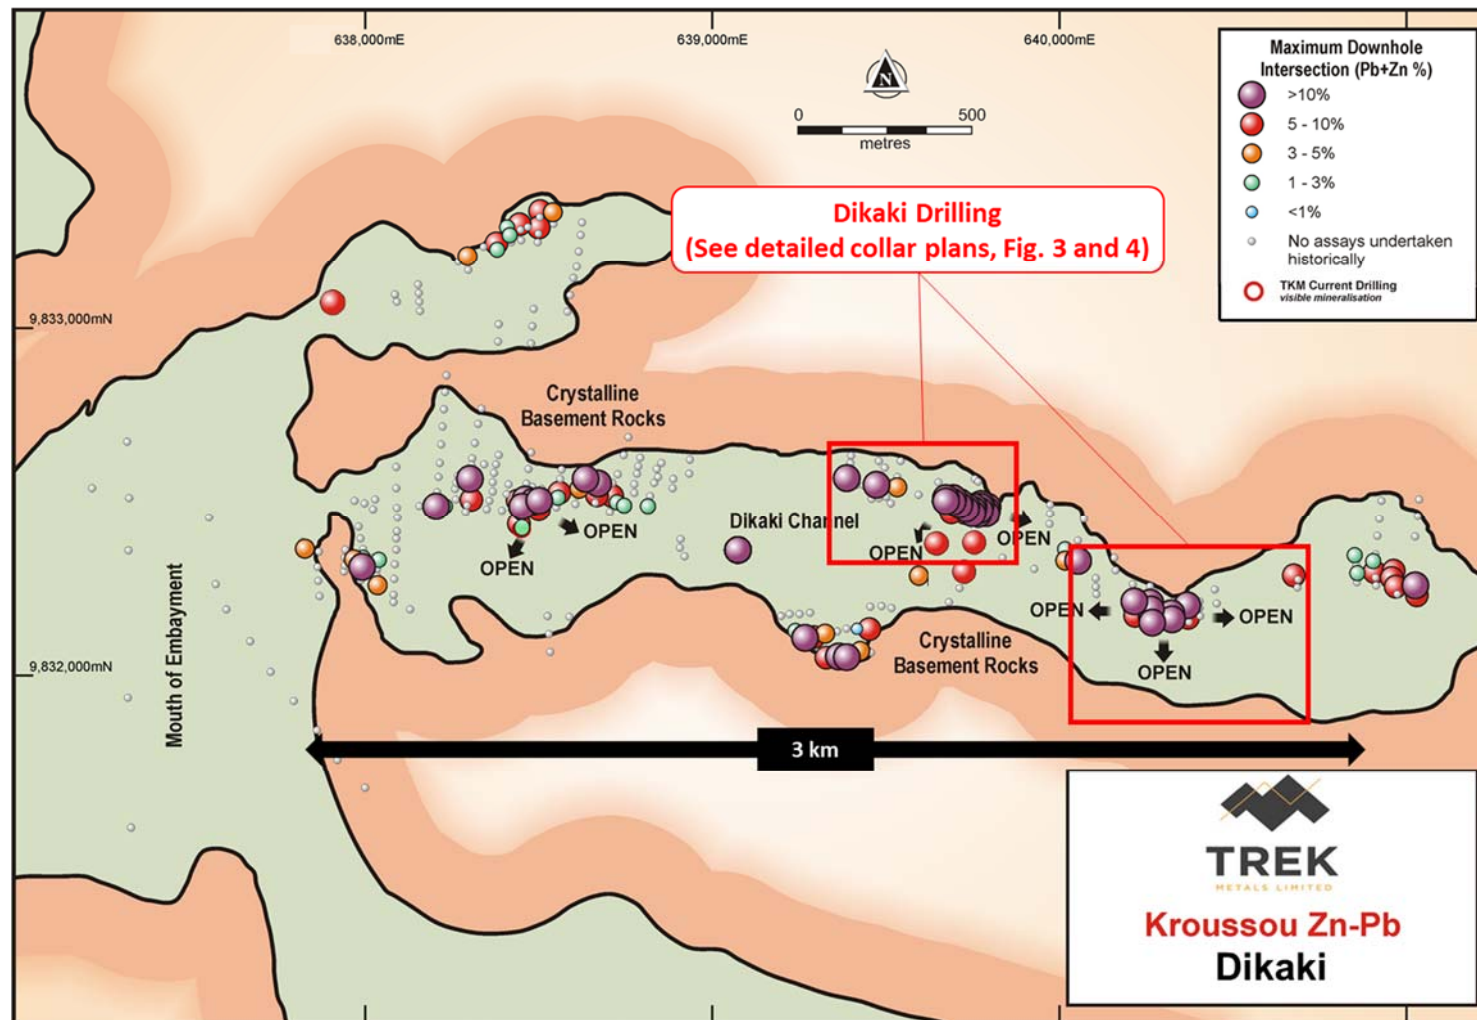 638,000mE
639,000mE
640,000mE
N
0
500
metres
Maximum Downhole
Intersection (Pb+Zn %)
>10%
5 - 10%
3 - 5%
1 - 3%
<1%
No assays undertaken
historically
TKM Current Drilling
visible mineralisation
Dikaki Drilling
(See detailed collar plans, Fig. 3 and 4)
9,833,000mN
Crystalline
Basement Rocks
Dikaki Channel
OPEN
OPEN
OPEN
OPEN
OPEN
OPEN
OPEN
Crystalline
Basement Rocks
9,832,000mN
Mouth of Embayment
3 km
TREK
METALS LIMITED
Kroussou Zn-Pb
Dikaki